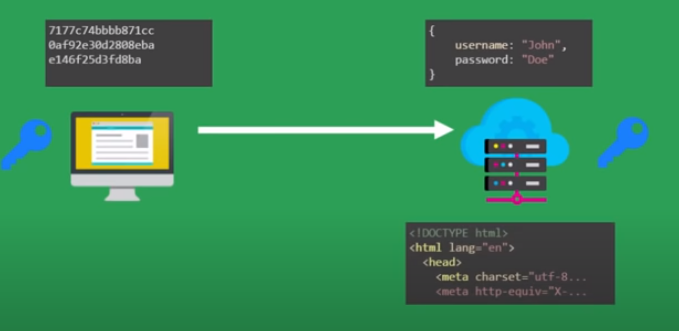 7177c74bbbb871cc
0af92e30d2808eba
e146f25d3fd8ba
{
username: "John",
password: "Doe"
}
<!DOCTYPE html>
<html lang="en">
<head>
<meta charset="utf-8...
<meta http-equiv="X-...